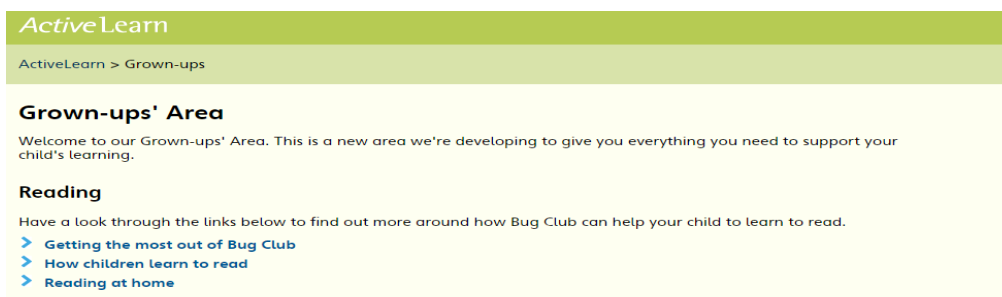 ActiveLearn
ActiveLearn > Grown-ups
Grown-ups' Area
Welcome to our Grown-ups' Area. This is a new area we're developing to give you everything you need to support your
child's learning.
Reading
Have a look through the links below to find out more around how Bug Club can help your child to learn to read.
Getting the most out of Bug Club
How children learn to read
Reading at home